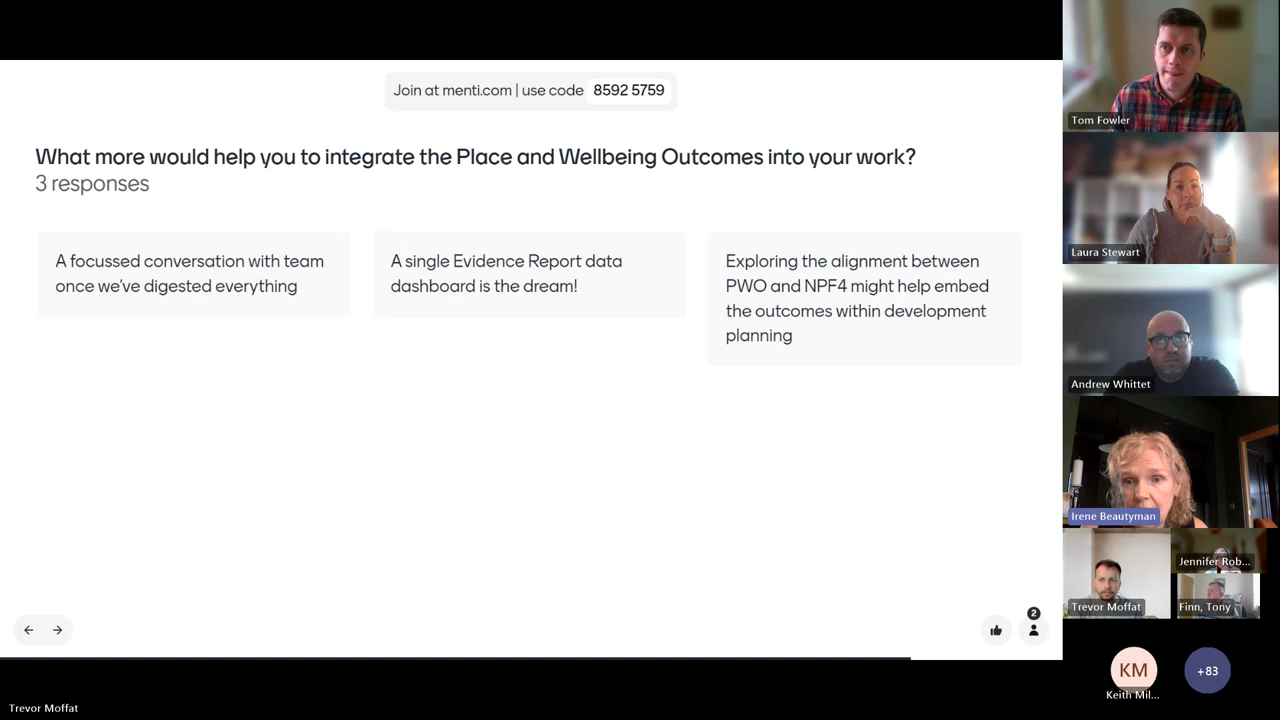 Join at menti.com | use code 8592 5759
What more would help you to integrate the Place and Wellbeing Outcomes into your work?
3 responses
A focussed conversation with team
once we've digested everything
A single Evidence Report data
dashboard is the dream!
Exploring the alignment between
PWO and NPF4 might help embed
the outcomes within development
planning
2
Trevor Moffat
Tom Fowler
Laura Stewart
Andrew Whittet
Irene Beautyman
Trevor Moffat
Jennifer Rob...
Finn, Tony
KM
Keith Mil...
+83